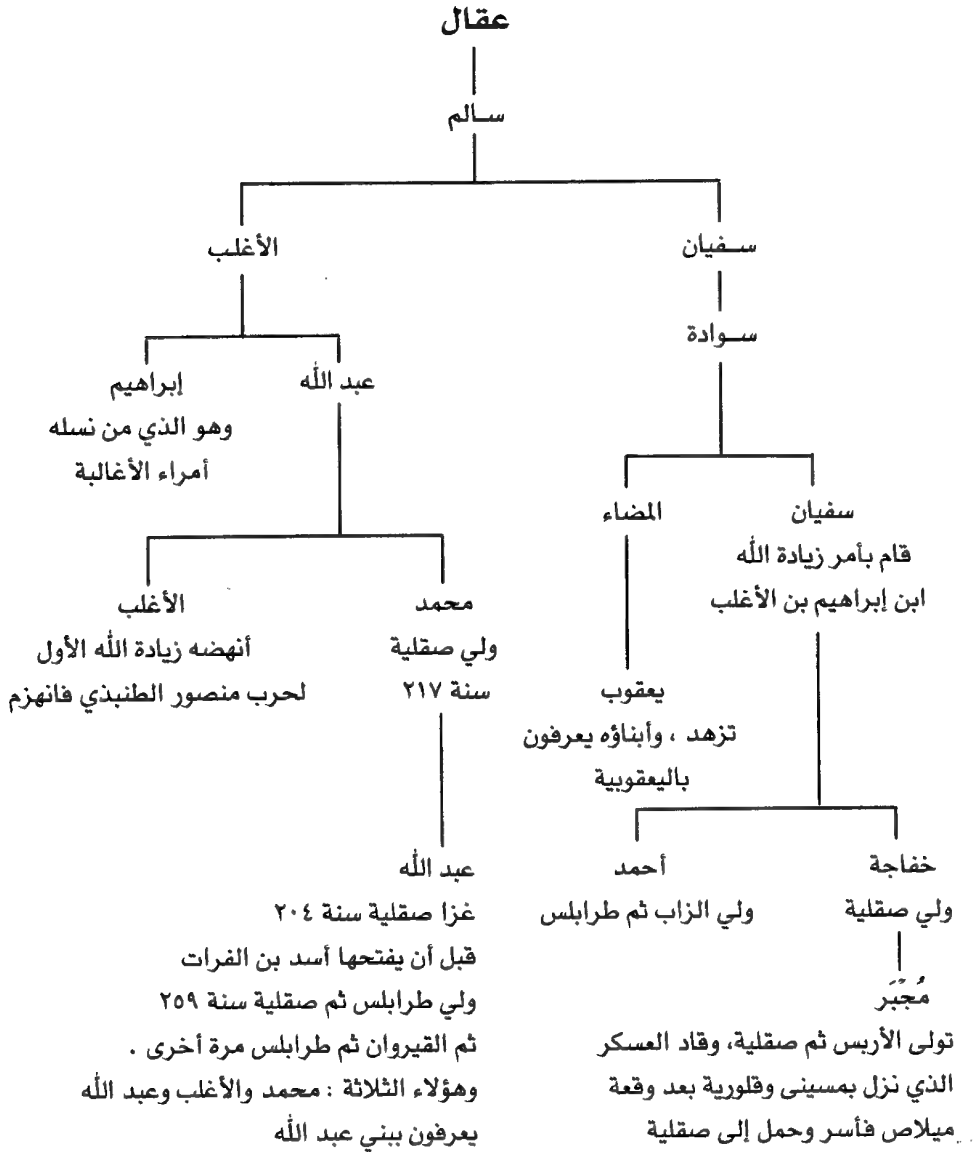 عقال
سالم
سفيان
الأغلب
سوادة
عبد الله
إبراهيم
وهو الذي من نسله
أمراء الأغالبة
سفيان
قام بأمر زيادة الله
ابن إبراهيم بن الأغلب
المضاء
يعقوب
تزهد ، وأبناؤه يعرفون
باليعقوبية
محمد
ولي صقلية
سنة ٢١٧
الأغلب
أنهضه زيادة الله الأول
لحرب منصور الطنبذي فانهزم
خفاجة
ولي صقلية
أحمد
ولي الزاب ثم طرابلس
مُجْبَر
تولى الأربس ثم صقلية، وقاد العسكر
الذي نزل بمسيني وقلورية بعد وقعة
ميلاص فأسر وحمل إلى صقلية
عبد الله
غزا صقلية سنة ٢٠٤
قبل أن يفتحها أسد بن الفرات
ولي طرابلس ثم صقلية سنة ٢٥٩
ثم القيروان ثم طرابلس مرة أخرى .
وهؤلاء الثلاثة : محمد والأغلب وعبد الله
يعرفون ببني عبد الله